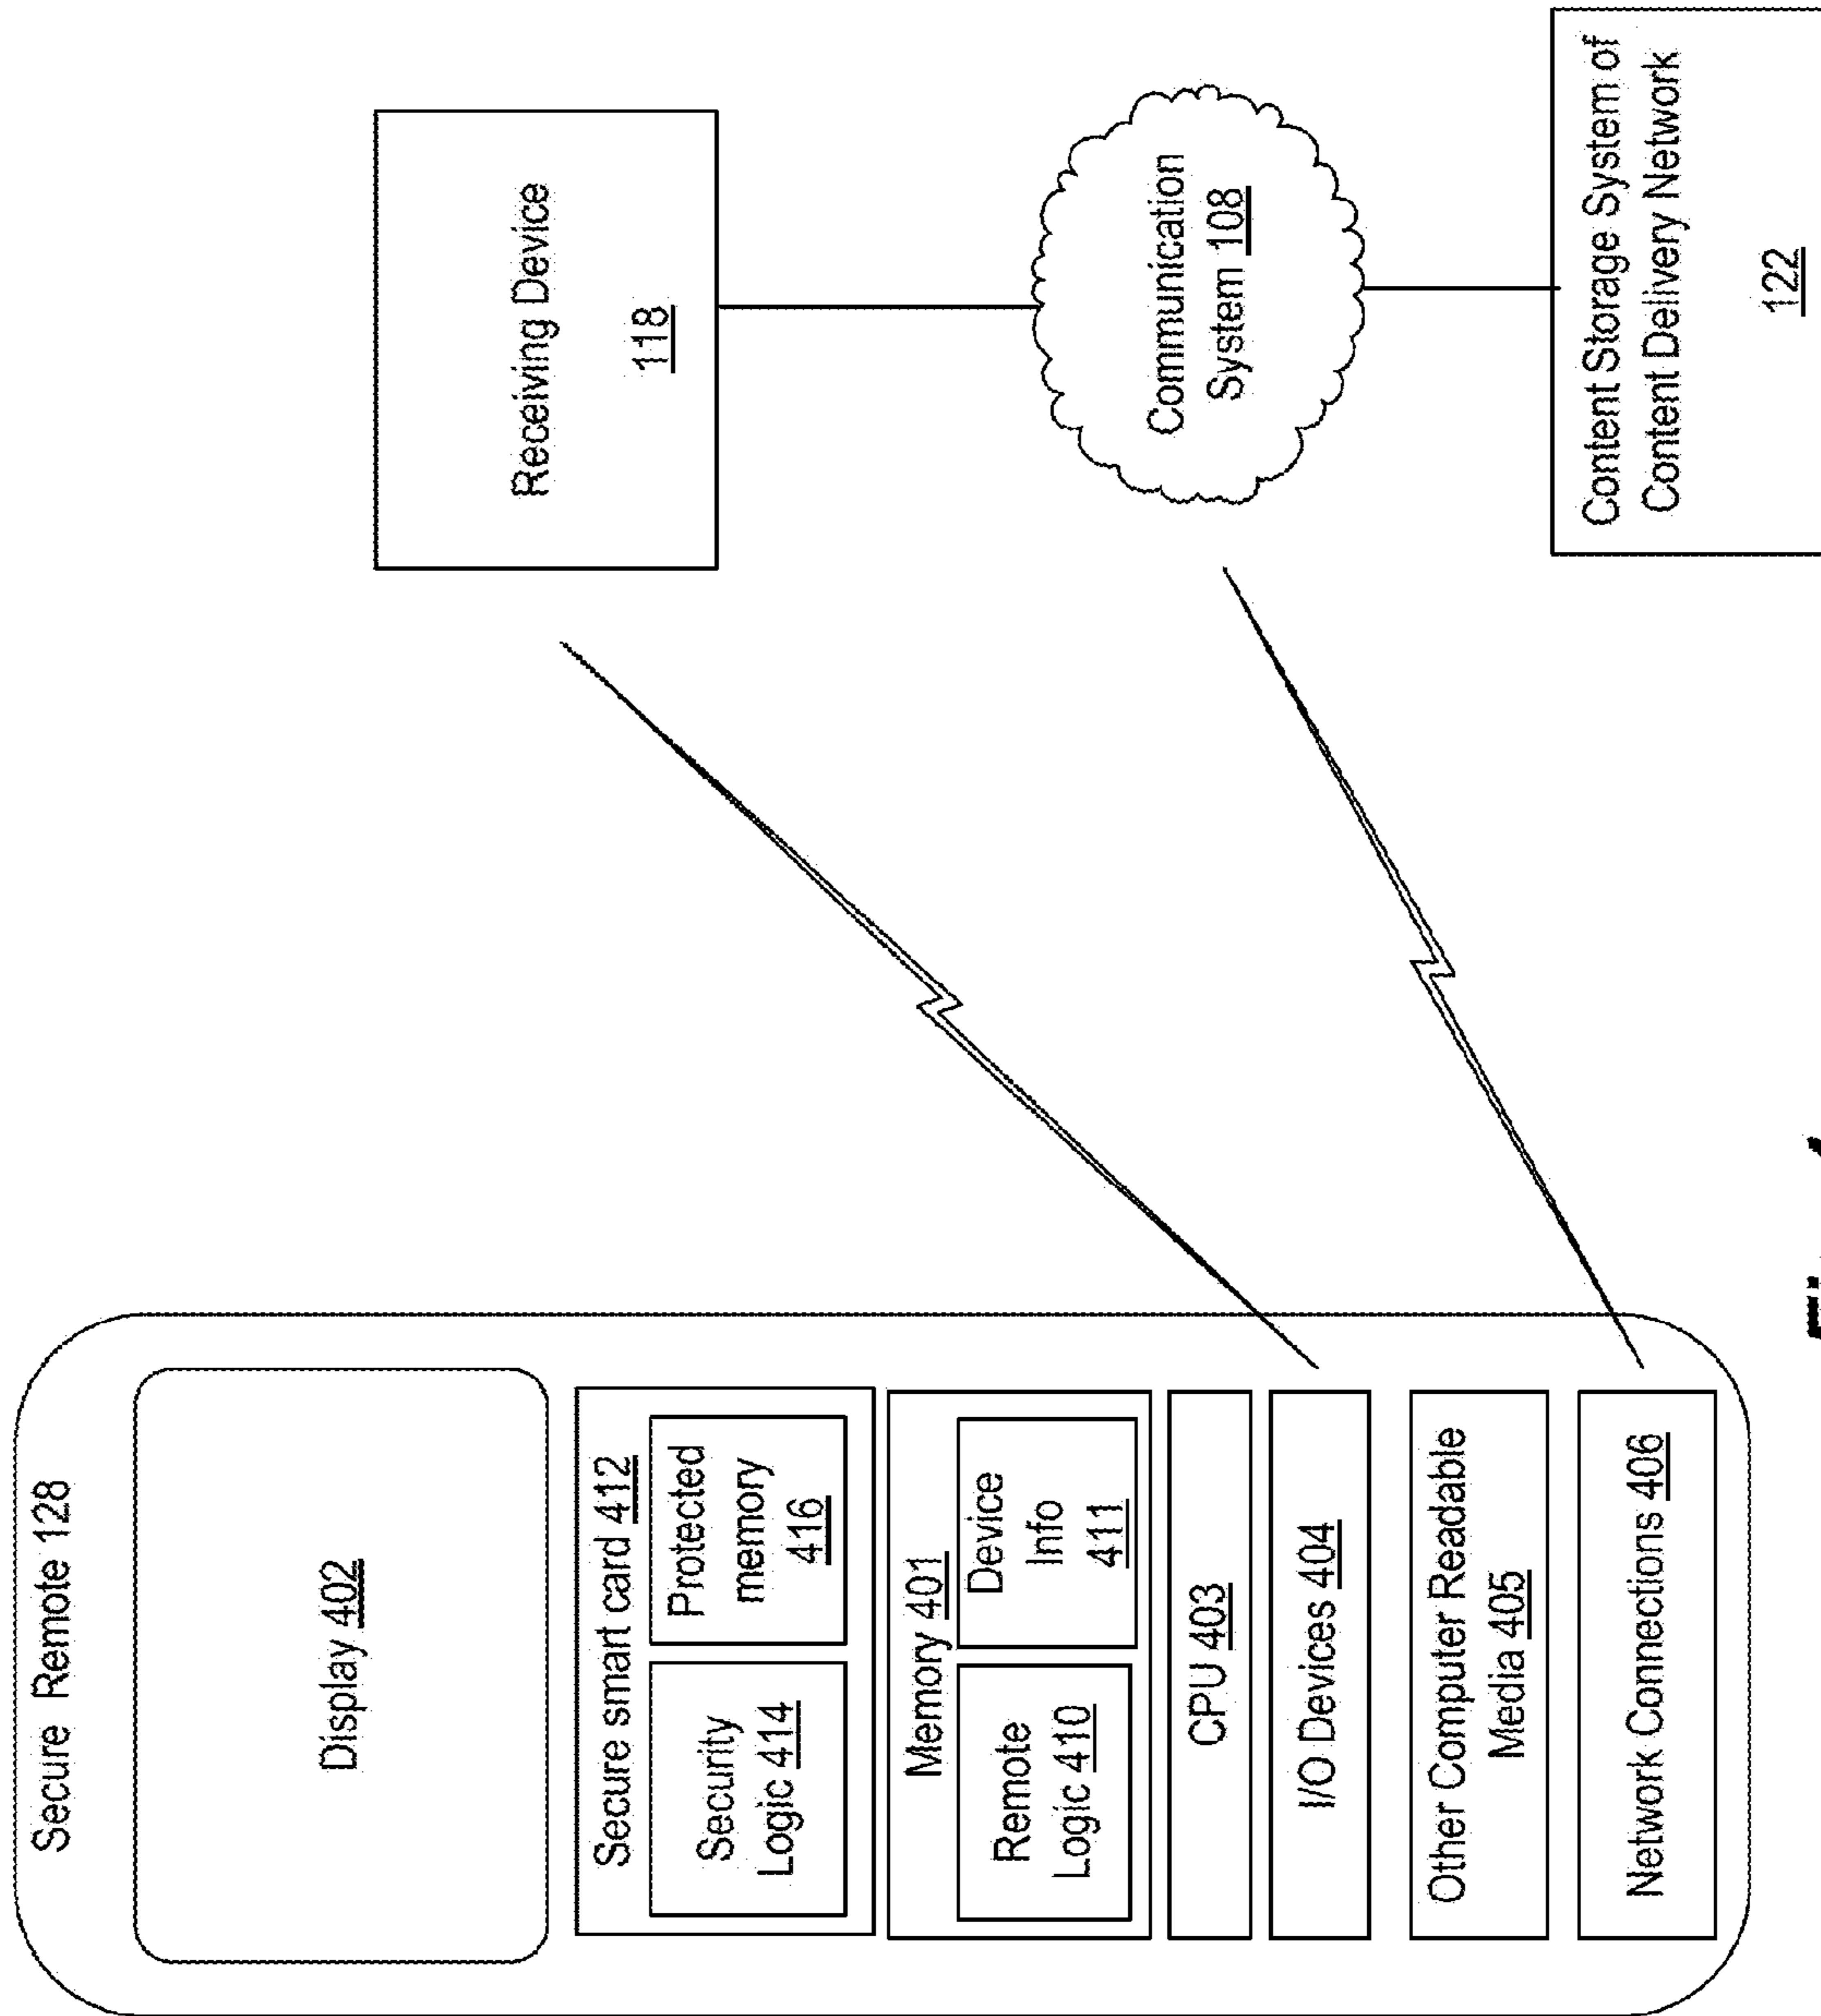 Secure Remote 128
Display 402
Secure smart card 412
Security
Logic 414
Protected
memory
416
Memory 401
Remote
Logic 410
Device
Info
411
CPU 403
I/O Devices 404
Other Computer Readable
Media 405
Network Connections 406
Receiving Device
118
Communication
System 108
Content Storage System of
Content Delivery Network
122